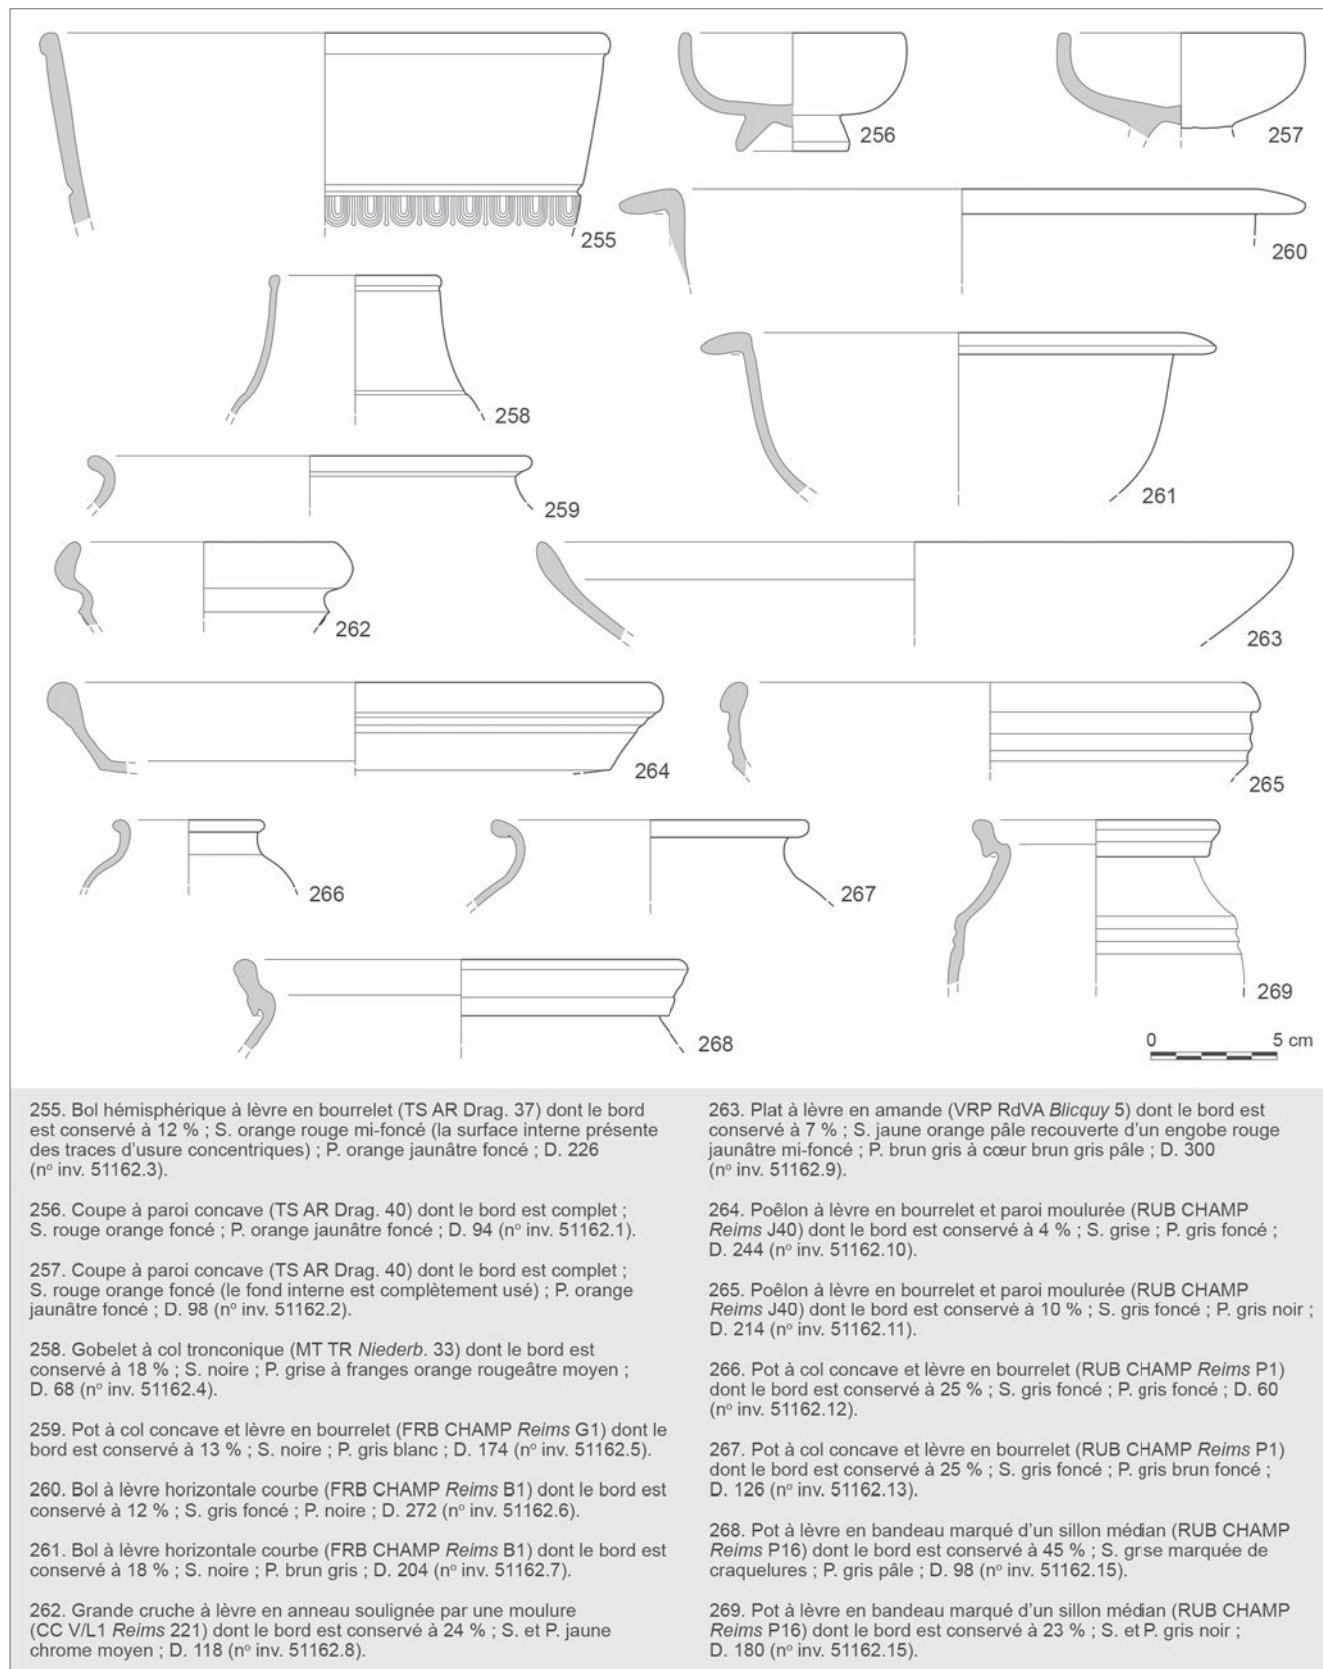 255
256
257
260
258
259
261
262
263
264
265
266
267
269
268
0 5 cm
255. Bol hémisphérique à lèvre en bourrelet (TS AR Drag. 37) dont le bord
est conservé à 12 % ; S. orange rouge mi-foncé (la surface interne présente
des traces d’usure concentriques) ; P. orange jaunâtre foncé ; D. 226
(nº inv. 51162.3).
256. Coupe à paroi concave (TS AR Drag. 40) dont le bord est complet ;
S. rouge orange foncé ; P. orange jaunâtre foncé ; D. 94 (nº inv. 51162.1).
257. Coupe à paroi concave (TS AR Drag. 40) dont le bord est complet ;
S. rouge orange foncé (le fond interne est complètement usé) ; P. orange
jaunâtre foncé ; D. 98 (nº inv. 51162.2).
258. Gobelet à col tronconique (MT TR Niederb. 33) dont le bord est
conservé à 18 % ; S. noire ; P. grise à franges orange rougeâtre moyen ;
D. 68 (nº inv. 51162.4).
259. Pot à col concave et lèvre en bourrelet (FRB CHAMP Reims G1) dont le
bord est conservé à 13 % ; S. noire ; P. gris blanc ; D. 174 (nº inv. 51162.5).
260. Bol à lèvre horizontale courbe (FRB CHAMP Reims B1) dont le bord est
conservé à 12 % ; S. gris foncé ; P. noire ; D. 272 (nº inv. 51162.6).
261. Bol à lèvre horizontale courbe (FRB CHAMP Reims B1) dont le bord est
conservé à 18 % ; S. noire ; P. brun gris ; D. 204 (nº inv. 51162.7).
262. Grande cruche à lèvre en anneau soulignée par une moulure
(CC V/L1 Reims 221) dont le bord est conservé à 24 % ; S. et P. jaune
chrome moyen ; D. 118 (nº inv. 51162.8).
263. Plat à lèvre en amande (VRP RdVA Blicquy 5) dont le bord est
conservé à 7 % ; S. jaune orange pâle recouverte d’un engobe rouge
jaunâtre mi-foncé ; P. brun gris à cœur brun gris pâle ; D. 300
(nº inv. 51162.9).
264. Poêlon à lèvre en bourrelet et paroi moulurée (RUB CHAMP
Reims J40) dont le bord est conservé à 4 % ; S. grise ; P. gris foncé ;
D. 244 (nº inv. 51162.10).
265. Poêlon à lèvre en bourrelet et paroi moulurée (RUB CHAMP
Reims J40) dont le bord est conservé à 10 % ; S. gris foncé ; P. gris noir ;
D. 214 (nº inv. 51162.11).
266. Pot à col concave et lèvre en bourrelet (RUB CHAMP Reims P1)
dont le bord est conservé à 25 % ; S. gris foncé ; P. gris foncé ; D. 60
(nº inv. 51162.12).
267. Pot à col concave et lèvre en bourrelet (RUB CHAMP Reims P1)
dont le bord est conservé à 25 % ; S. gris foncé ; P. gris brun foncé ;
D. 126 (nº inv. 51162.13).
268. Pot à lèvre en bandeau marqué d’un sillon médian (RUB CHAMP
Reims P16) dont le bord est conservé à 45 % ; S. grise marquée de
craquelures ; P. gris pâle ; D. 98 (nº inv. 51162.15).
269. Pot à lèvre en bandeau marqué d’un sillon médian (RUB CHAMP
Reims P16) dont le bord est conservé à 23 % ; S. et P. gris noir ;
D. 180 (nº inv. 51162.15).